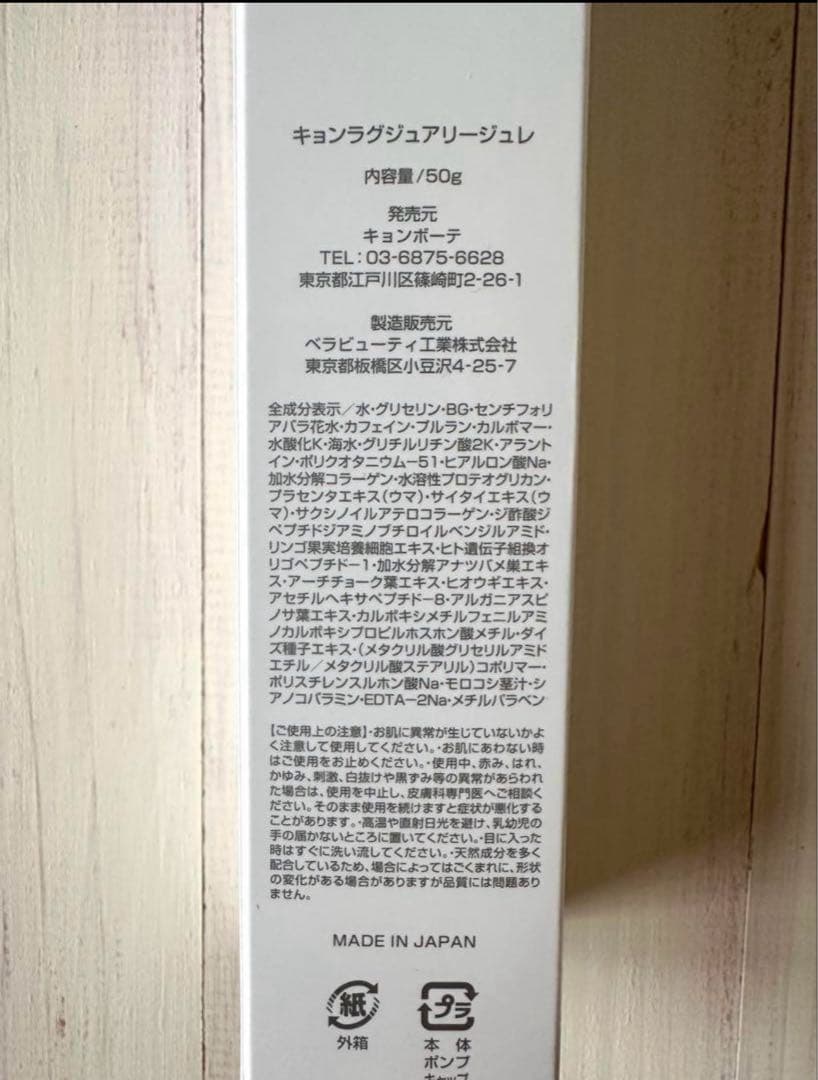 キョンラグジュアリージュレ
内容量/50g
発売元
キョンボーテ
TEL:03-6875-6628
東京都江戸川区篠崎町2-26-1
製造販売元
ベラビューティ工業株式会社
東京都板橋区小豆沢4-25-7
全成分表示/水・グリセリン・BG・センチフォリ
アバラ花水・カフェイン・プルラン・カルボマー・
水酸化K・海水・グリチルリチン酸2K・アラント
イン・ポリクオタニウム-51・ヒアルロン酸Na・
加水分解コラーゲン・水溶性プロテオグリカン・
プラセンタエキス(ウマ)・サイタイエキス(ウ
マ)・サクシノイルアテロコラーゲン・ジ酢酸ジ
ペプチドジアミノブチロイルベンジルアミド・
リンゴ果実培養細胞エキス・ヒト遺伝子組換オ
リゴペプチド-1・加水分解アナツバメ巣エキ
ス・アーチチョーク葉エキス・ヒオウギエキス・
アセチルヘキサペプチド-8・アルガニアスピ
ノサ葉エキス・カルボキシメチルフェニルアミ
ノカルボキシプロピルホスホン酸メチル・ダイ
ズ種子エキス・(メタクリル酸グリセリルアミド
エチル/メタクリル酸ステアリル)コポリマー・
ポリスチレンスルホン酸Na・モロコシ茎汁・シ
アノコバラミン・EDTA-2Na・メチルパラベン
【ご使用上の注意】・お肌に異常が生じていないかよ
く注意して使用してください。・お肌にあわない時
はご使用をお止めください。・使用中、赤み、はれ、
かゆみ、刺激、白抜けや黒ずみ等の異常があらわれ
た場合は、使用を中止し、皮膚科専門医へご相談く
ださい。そのまま使用を続けますと症状が悪化する
ことがあります。・高温や直射日光を避け、乳幼児の
手の届かないところに置いてください。・目に入った
時はすぐに洗い流してください。・天然成分を多く
配合しているため、場合によってはごくまれに、形状
の変化がある場合がありますが品質には問題あり
ません。
MADE IN JAPAN
紙 プラ
外箱 本体
ポンプ
キャップ